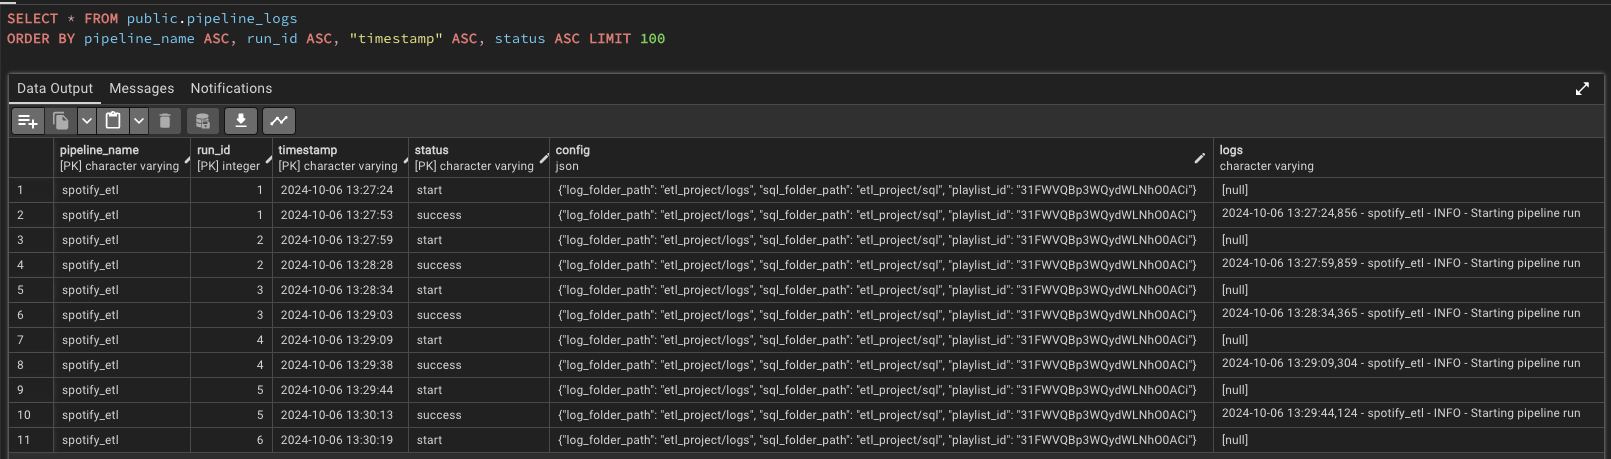 SELECT * FROM public.pipeline_logs
ORDER BY pipeline_name ASC, run_id ASC, "timestamp" ASC, status ASC LIMIT 100
Data Output Messages Notifications
pipeline_name run_id timestamp status config logs
[PK] character varying [PK] integer [PK] character varying [PK] character varying json character varying
1 spotify_etl 1 2024-10-06 13:27:24 start {"log_folder_path": "etl_project/logs", "sql_folder_path": "etl_project/sql", "playlist_id": "31FWVQBp3WQydWLNhO0ACi"} [null]
2 spotify_etl 1 2024-10-06 13:27:53 success {"log_folder_path": "etl_project/logs", "sql_folder_path": "etl_project/sql", "playlist_id": "31FWVQBp3WQydWLNhO0ACi"} 2024-10-06 13:27:24,856 - spotify_etl - INFO - Starting pipeline run
3 spotify_etl 2 2024-10-06 13:27:59 start {"log_folder_path": "etl_project/logs", "sql_folder_path": "etl_project/sql", "playlist_id": "31FWVQBp3WQydWLNhO0ACi"} [null]
4 spotify_etl 2 2024-10-06 13:28:28 success {"log_folder_path": "etl_project/logs", "sql_folder_path": "etl_project/sql", "playlist_id": "31FWVQBp3WQydWLNhO0ACi"} 2024-10-06 13:27:59,859 - spotify_etl - INFO - Starting pipeline run
5 spotify_etl 3 2024-10-06 13:28:34 start {"log_folder_path": "etl_project/logs", "sql_folder_path": "etl_project/sql", "playlist_id": "31FWVQBp3WQydWLNhO0ACi"} [null]
6 spotify_etl 3 2024-10-06 13:29:03 success {"log_folder_path": "etl_project/logs", "sql_folder_path": "etl_project/sql", "playlist_id": "31FWVQBp3WQydWLNhO0ACi"} 2024-10-06 13:28:34,365 - spotify_etl - INFO - Starting pipeline run
7 spotify_etl 4 2024-10-06 13:29:09 start {"log_folder_path": "etl_project/logs", "sql_folder_path": "etl_project/sql", "playlist_id": "31FWVQBp3WQydWLNhO0ACi"} [null]
8 spotify_etl 4 2024-10-06 13:29:38 success {"log_folder_path": "etl_project/logs", "sql_folder_path": "etl_project/sql", "playlist_id": "31FWVQBp3WQydWLNhO0ACi"} 2024-10-06 13:29:09,304 - spotify_etl - INFO - Starting pipeline run
9 spotify_etl 5 2024-10-06 13:29:44 start {"log_folder_path": "etl_project/logs", "sql_folder_path": "etl_project/sql", "playlist_id": "31FWVQBp3WQydWLNhO0ACi"} [null]
10 spotify_etl 5 2024-10-06 13:30:13 success {"log_folder_path": "etl_project/logs", "sql_folder_path": "etl_project/sql", "playlist_id": "31FWVQBp3WQydWLNhO0ACi"} 2024-10-06 13:29:44,124 - spotify_etl - INFO - Starting pipeline run
11 spotify_etl 6 2024-10-06 13:30:19 start {"log_folder_path": "etl_project/logs", "sql_folder_path": "etl_project/sql", "playlist_id": "31FWVQBp3WQydWLNhO0ACi"} [null]